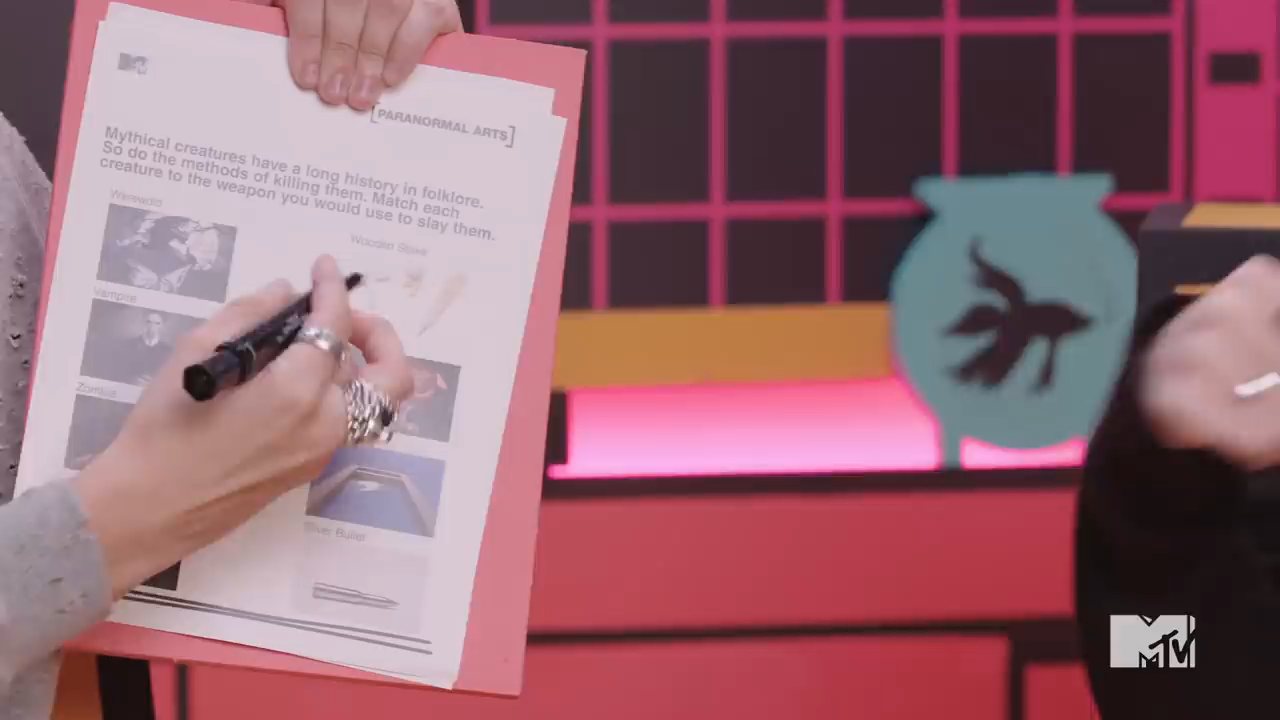 MTV
[PARANORMAL ARTS]
Mythical creatures have a long history in folklore.
So do the methods of killing them. Match each
creature to the weapon you would use to slay them.
Werewolf
Wooden Stake
Vampire
Zombie
Silver Bullet
MTV